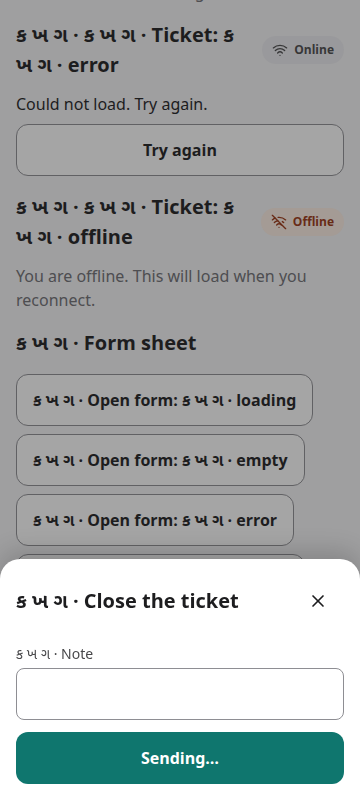 ક ખ ગ · ક ખ ગ · Ticket: ક
ખ ગ · error
Online
Could not load. Try again.
Try again
ક ખ ગ · ક ખ ગ · Ticket: ક
ખ ગ · offline
Offline
You are offline. This will load when you
reconnect.
ક ખ ગ · Form sheet
ક ખ ગ · Open form: ક ખ ગ · loading
ક ખ ગ · Open form: ક ખ ગ · empty
ક ખ ગ · Open form: ક ખ ગ · error
ક ખ ગ · Close the ticket
ક ખ ગ · Note
Sending...